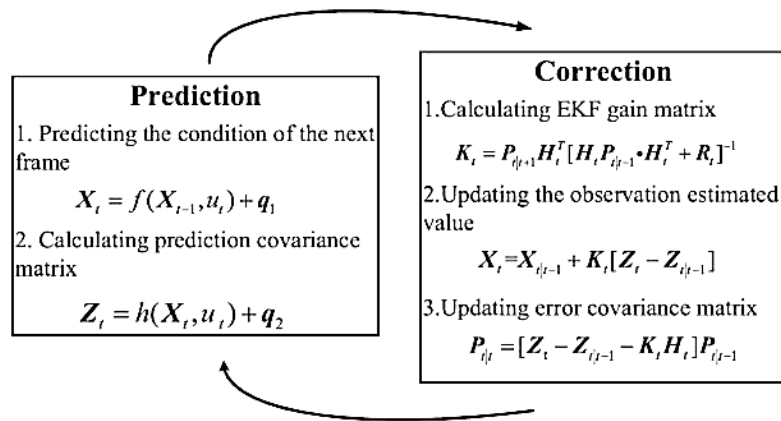 Prediction
1. Predicting the condition of the next
frame
X_t = f(X_{t-1}, u_t) + q_1
2. Calculating prediction covariance
matrix
Z_t = h(X_t, u_t) + q_2
Correction
1.Calculating EKF gain matrix
K_t = P_{t|t+1} H_t^T [H_t P_{t|t-1} • H_t^T + R_t]^{-1}
2.Updating the observation estimated
value
X_t = X_{t|t-1} + K_t [Z_t − Z_{t|t-1}]
3.Updating error covariance matrix
P_{t|t} = [Z_t − Z_{t|t-1} − K_t H_t] P_{t|t-1}